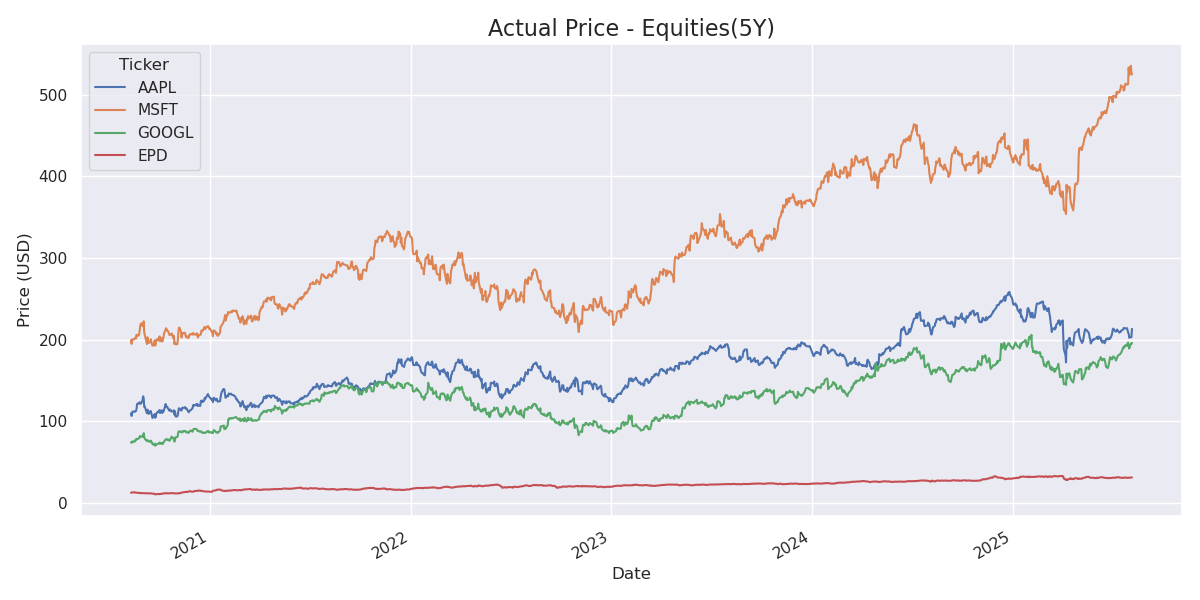 Actual Price - Equities(5Y)
Ticker
AAPL
MSFT
GOOGL
EPD
Price (USD)
500
400
300
200
100
0
2021
2022
2023
2024
2025
Date